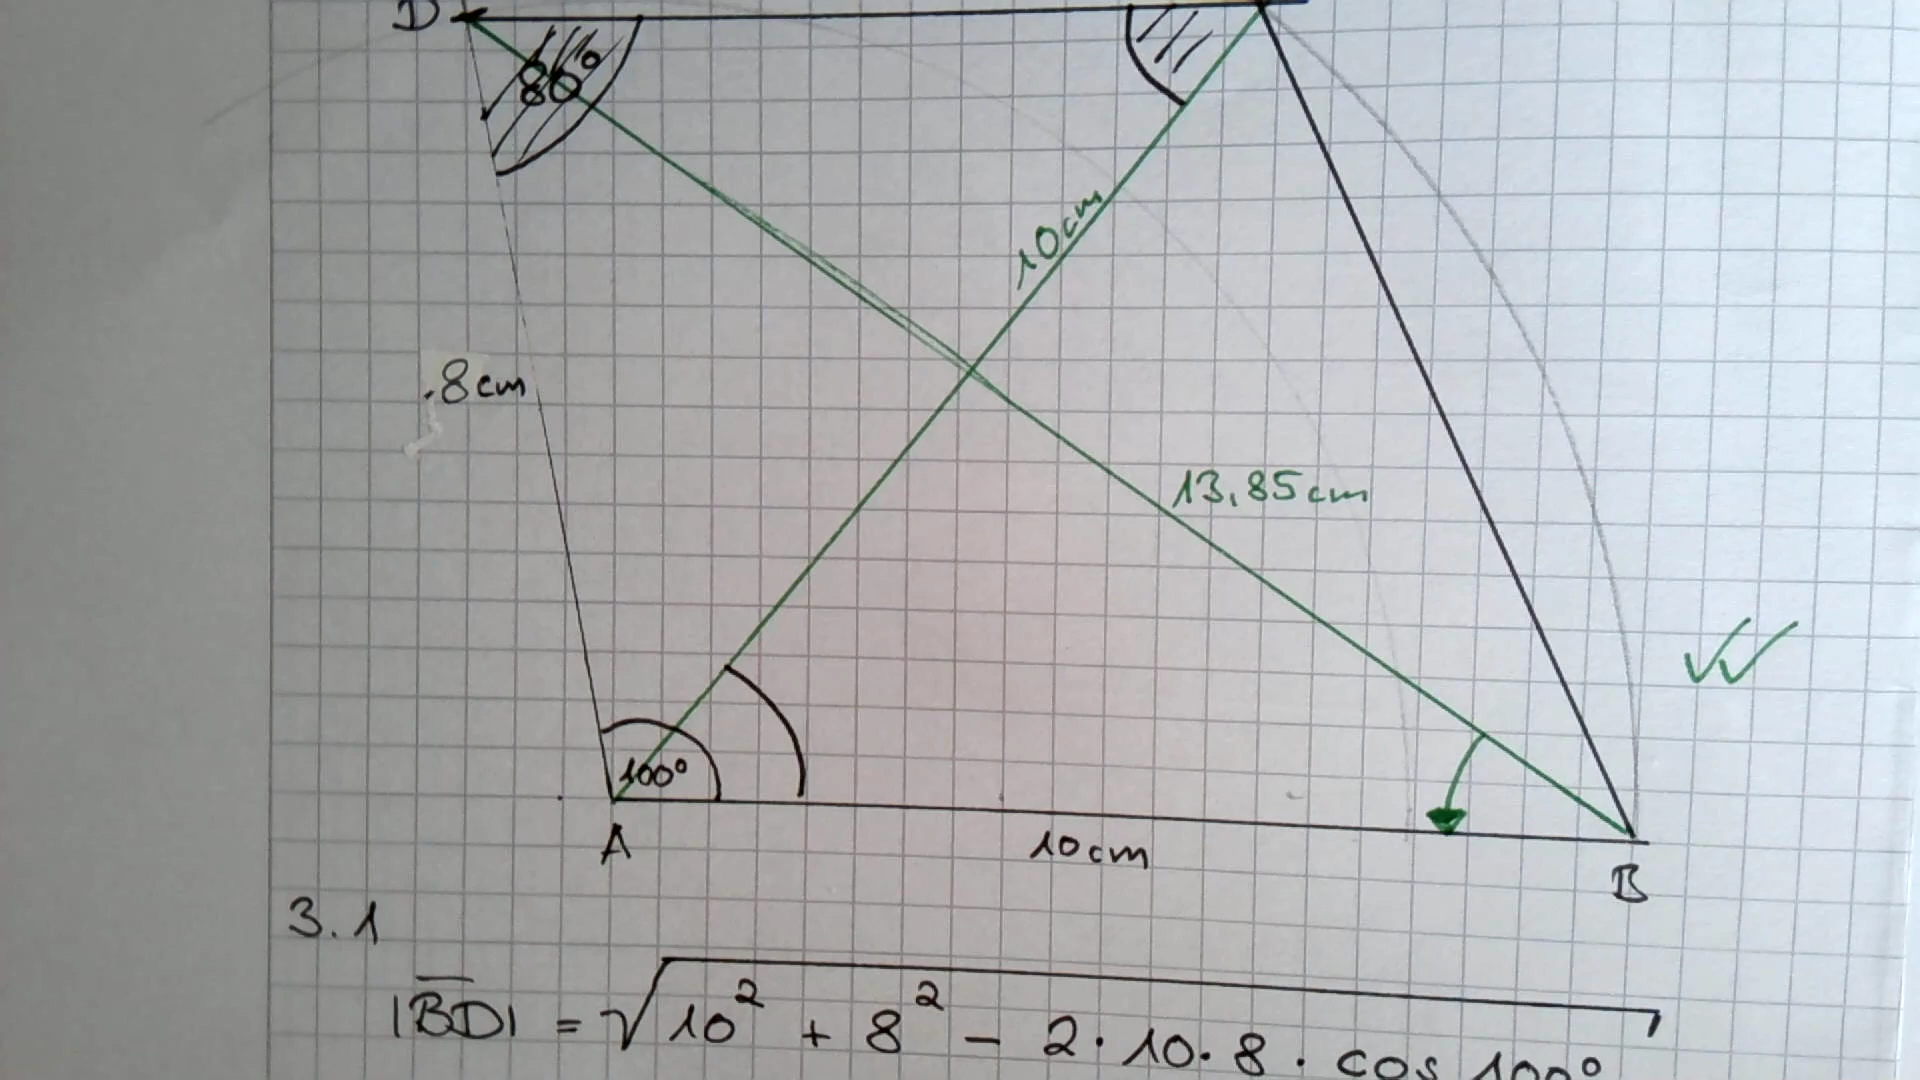 D
80°
10cm
8cm
13,85cm
100°
A
10cm
B
3.1
|BD| = √10² + 8² - 2·10·8·cos 100°